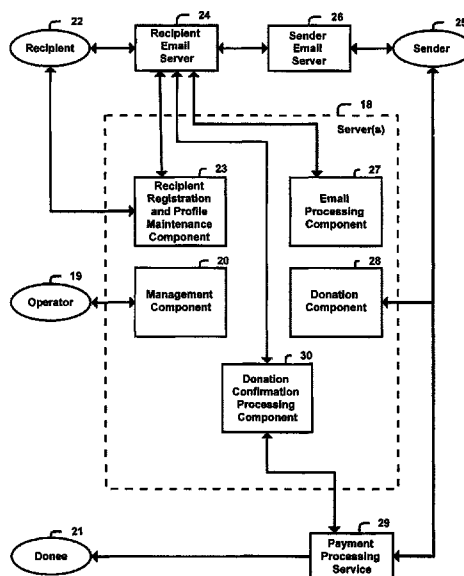 22
24
26
25
Recipient
Recipient
Email
Server
Sender
Email
Server
Sender
18
Server(s)
23
Recipient
Registration
and Profile
Maintenance
Component
27
Email
Processing
Component
19
Operator
20
Management
Component
28
Donation
Component
30
Donation
Confirmation
Processing
Component
21
Donee
29
Payment
Processing
Service